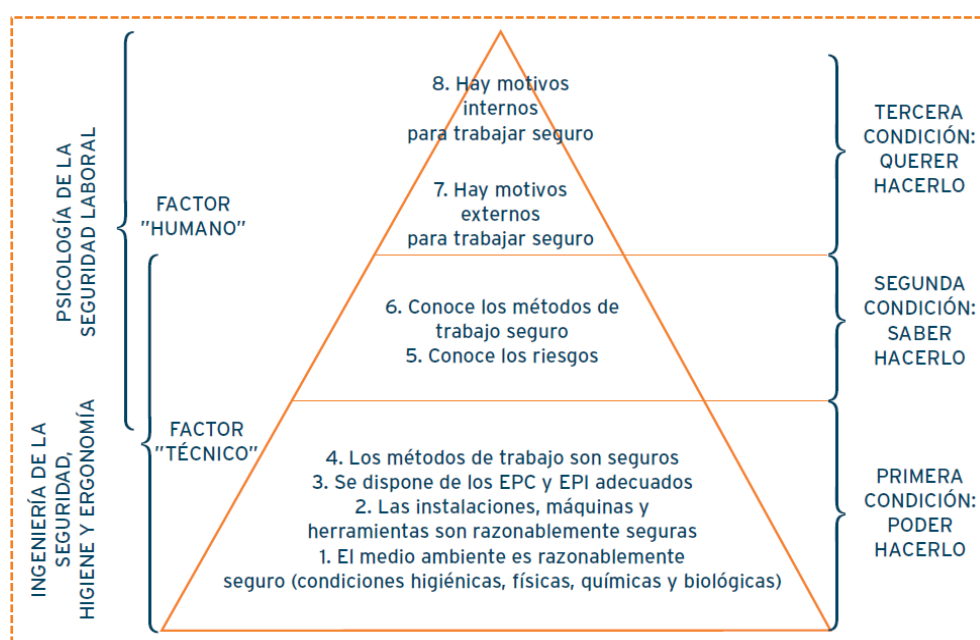 PSICOLOGÍA DE LA
SEGURIDAD LABORAL
INGENIERÍA DE LA
SEGURIDAD,
HIGIENE Y ERGONOMÍA
FACTOR
"HUMANO"
FACTOR
"TÉCNICO"
8. Hay motivos
internos
para trabajar seguro
7. Hay motivos
externos
para trabajar seguro
6. Conoce los métodos de
trabajo seguro
5. Conoce los riesgos
4. Los métodos de trabajo son seguros
3. Se dispone de los EPC y EPI adecuados
2. Las instalaciones, máquinas y
herramientas son razonablemente seguras
1. El medio ambiente es razonablemente
seguro (condiciones higiénicas, físicas, químicas y biológicas)
TERCERA
CONDICIÓN:
QUERER
HACERLO
SEGUNDA
CONDICIÓN:
SABER
HACERLO
PRIMERA
CONDICIÓN:
PODER
HACERLO